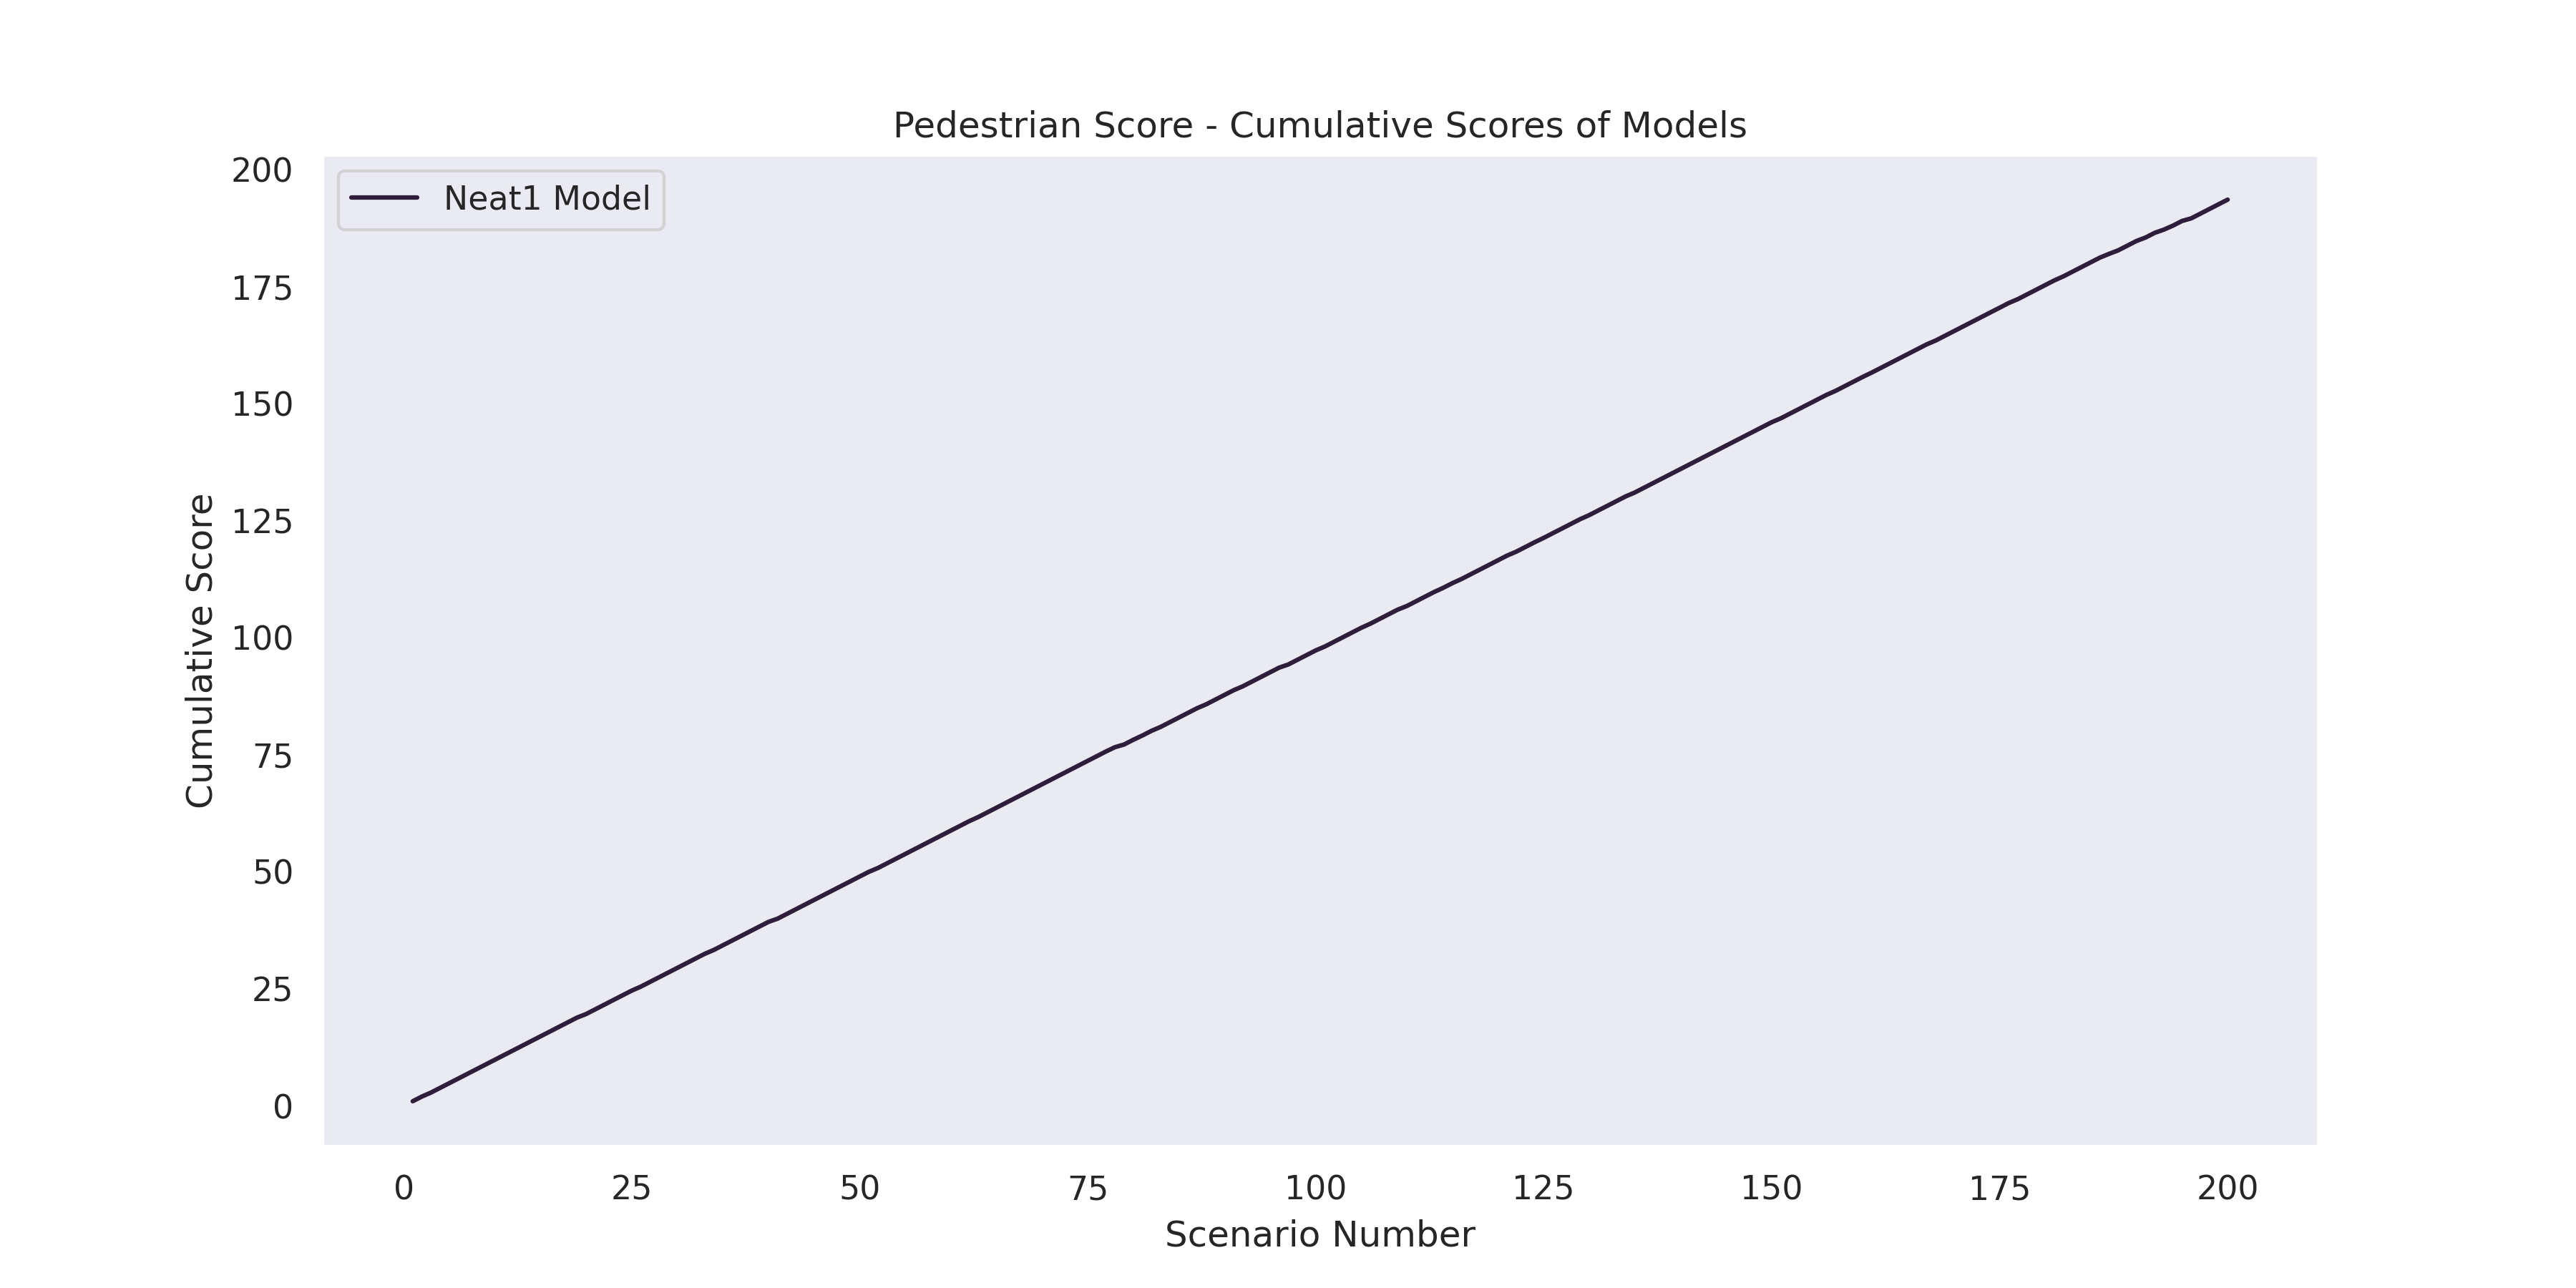 Pedestrian Score - Cumulative Scores of Models
Neat1 Model
Cumulative Score
200
175
150
125
100
75
50
25
0
0 25 50 75 100 125 150 175 200
Scenario Number